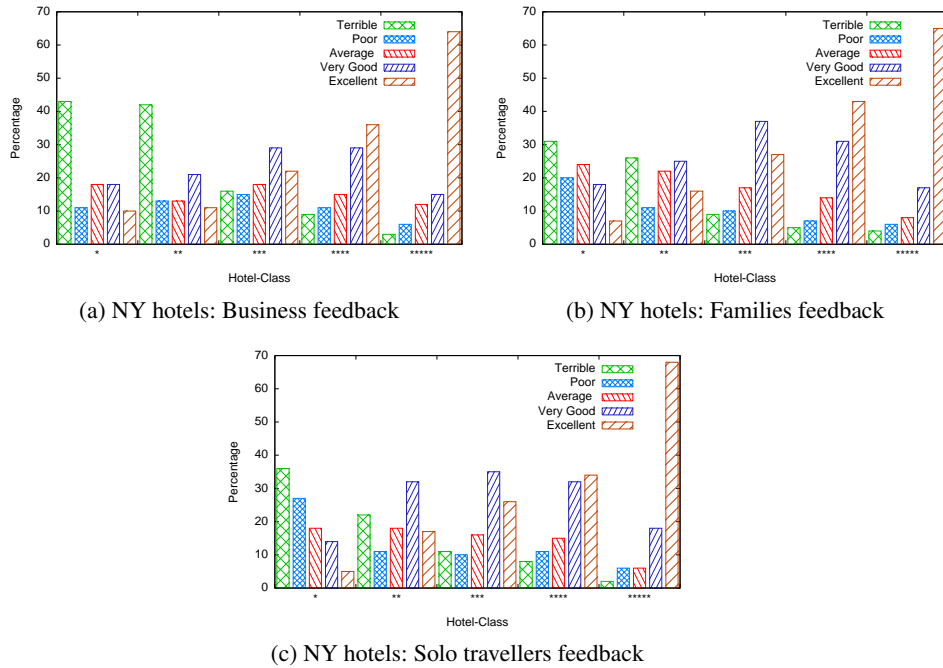 70
60
50
40
30
20
10
0
Percentage
Terrible
Poor
Average
Very Good
Excellent
* ** *** **** *****
Hotel-Class
(a) NY hotels: Business feedback
70
60
50
40
30
20
10
0
Percentage
Terrible
Poor
Average
Very Good
Excellent
* ** *** **** *****
Hotel-Class
(b) NY hotels: Families feedback
70
60
50
40
30
20
10
0
Percentage
Terrible
Poor
Average
Very Good
Excellent
* ** *** **** *****
Hotel-Class
(c) NY hotels: Solo travellers feedback